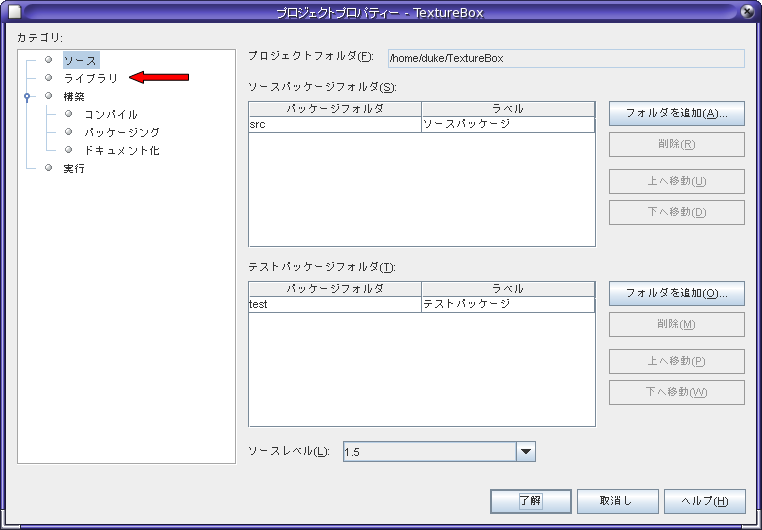 プロジェクトプロパティー - TextureBox
カテゴリ:
ソース
ライブラリ
構築
コンパイル
パッケージング
ドキュメント化
実行
プロジェクトフォルダ(F): /home/duke/TextureBox
ソースパッケージフォルダ(S):
パッケージフォルダ ラベル
src ソースパッケージ
フォルダを追加(A)...
削除(R)
上へ移動(U)
下へ移動(D)
テストパッケージフォルダ(T):
パッケージフォルダ ラベル
test テストパッケージ
フォルダを追加(O)...
削除(M)
上へ移動(P)
下へ移動(W)
ソースレベル(L): 1.5
了解 取消し ヘルプ(H)